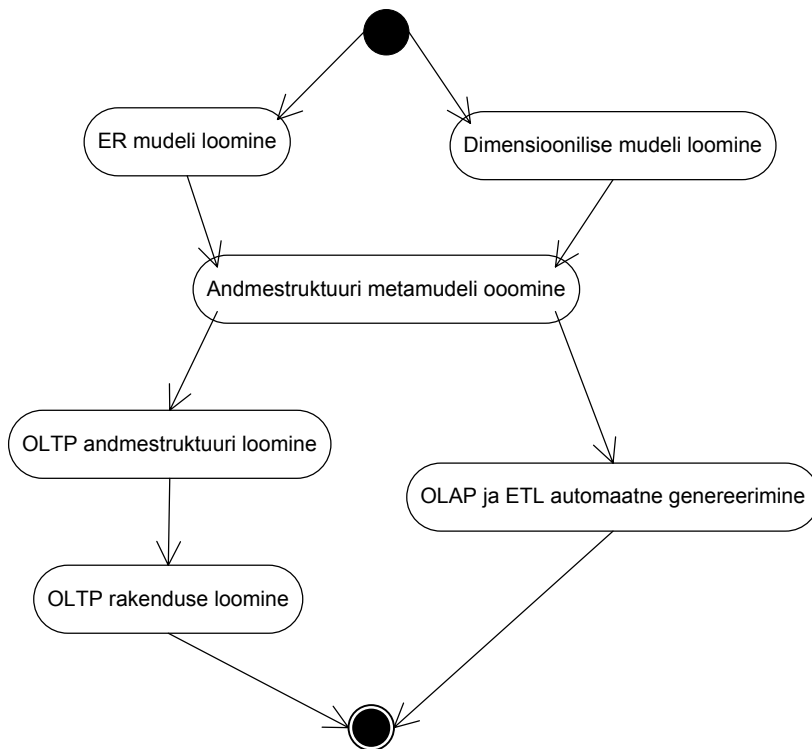 ER mudeli loomine
Dimensioonilise mudeli loomine
Andmestruktuuri metamudeli ooomine
OLTP andmestruktuuri loomine
OLAP ja ETL automaatne genereerimine
OLTP rakenduse loomine